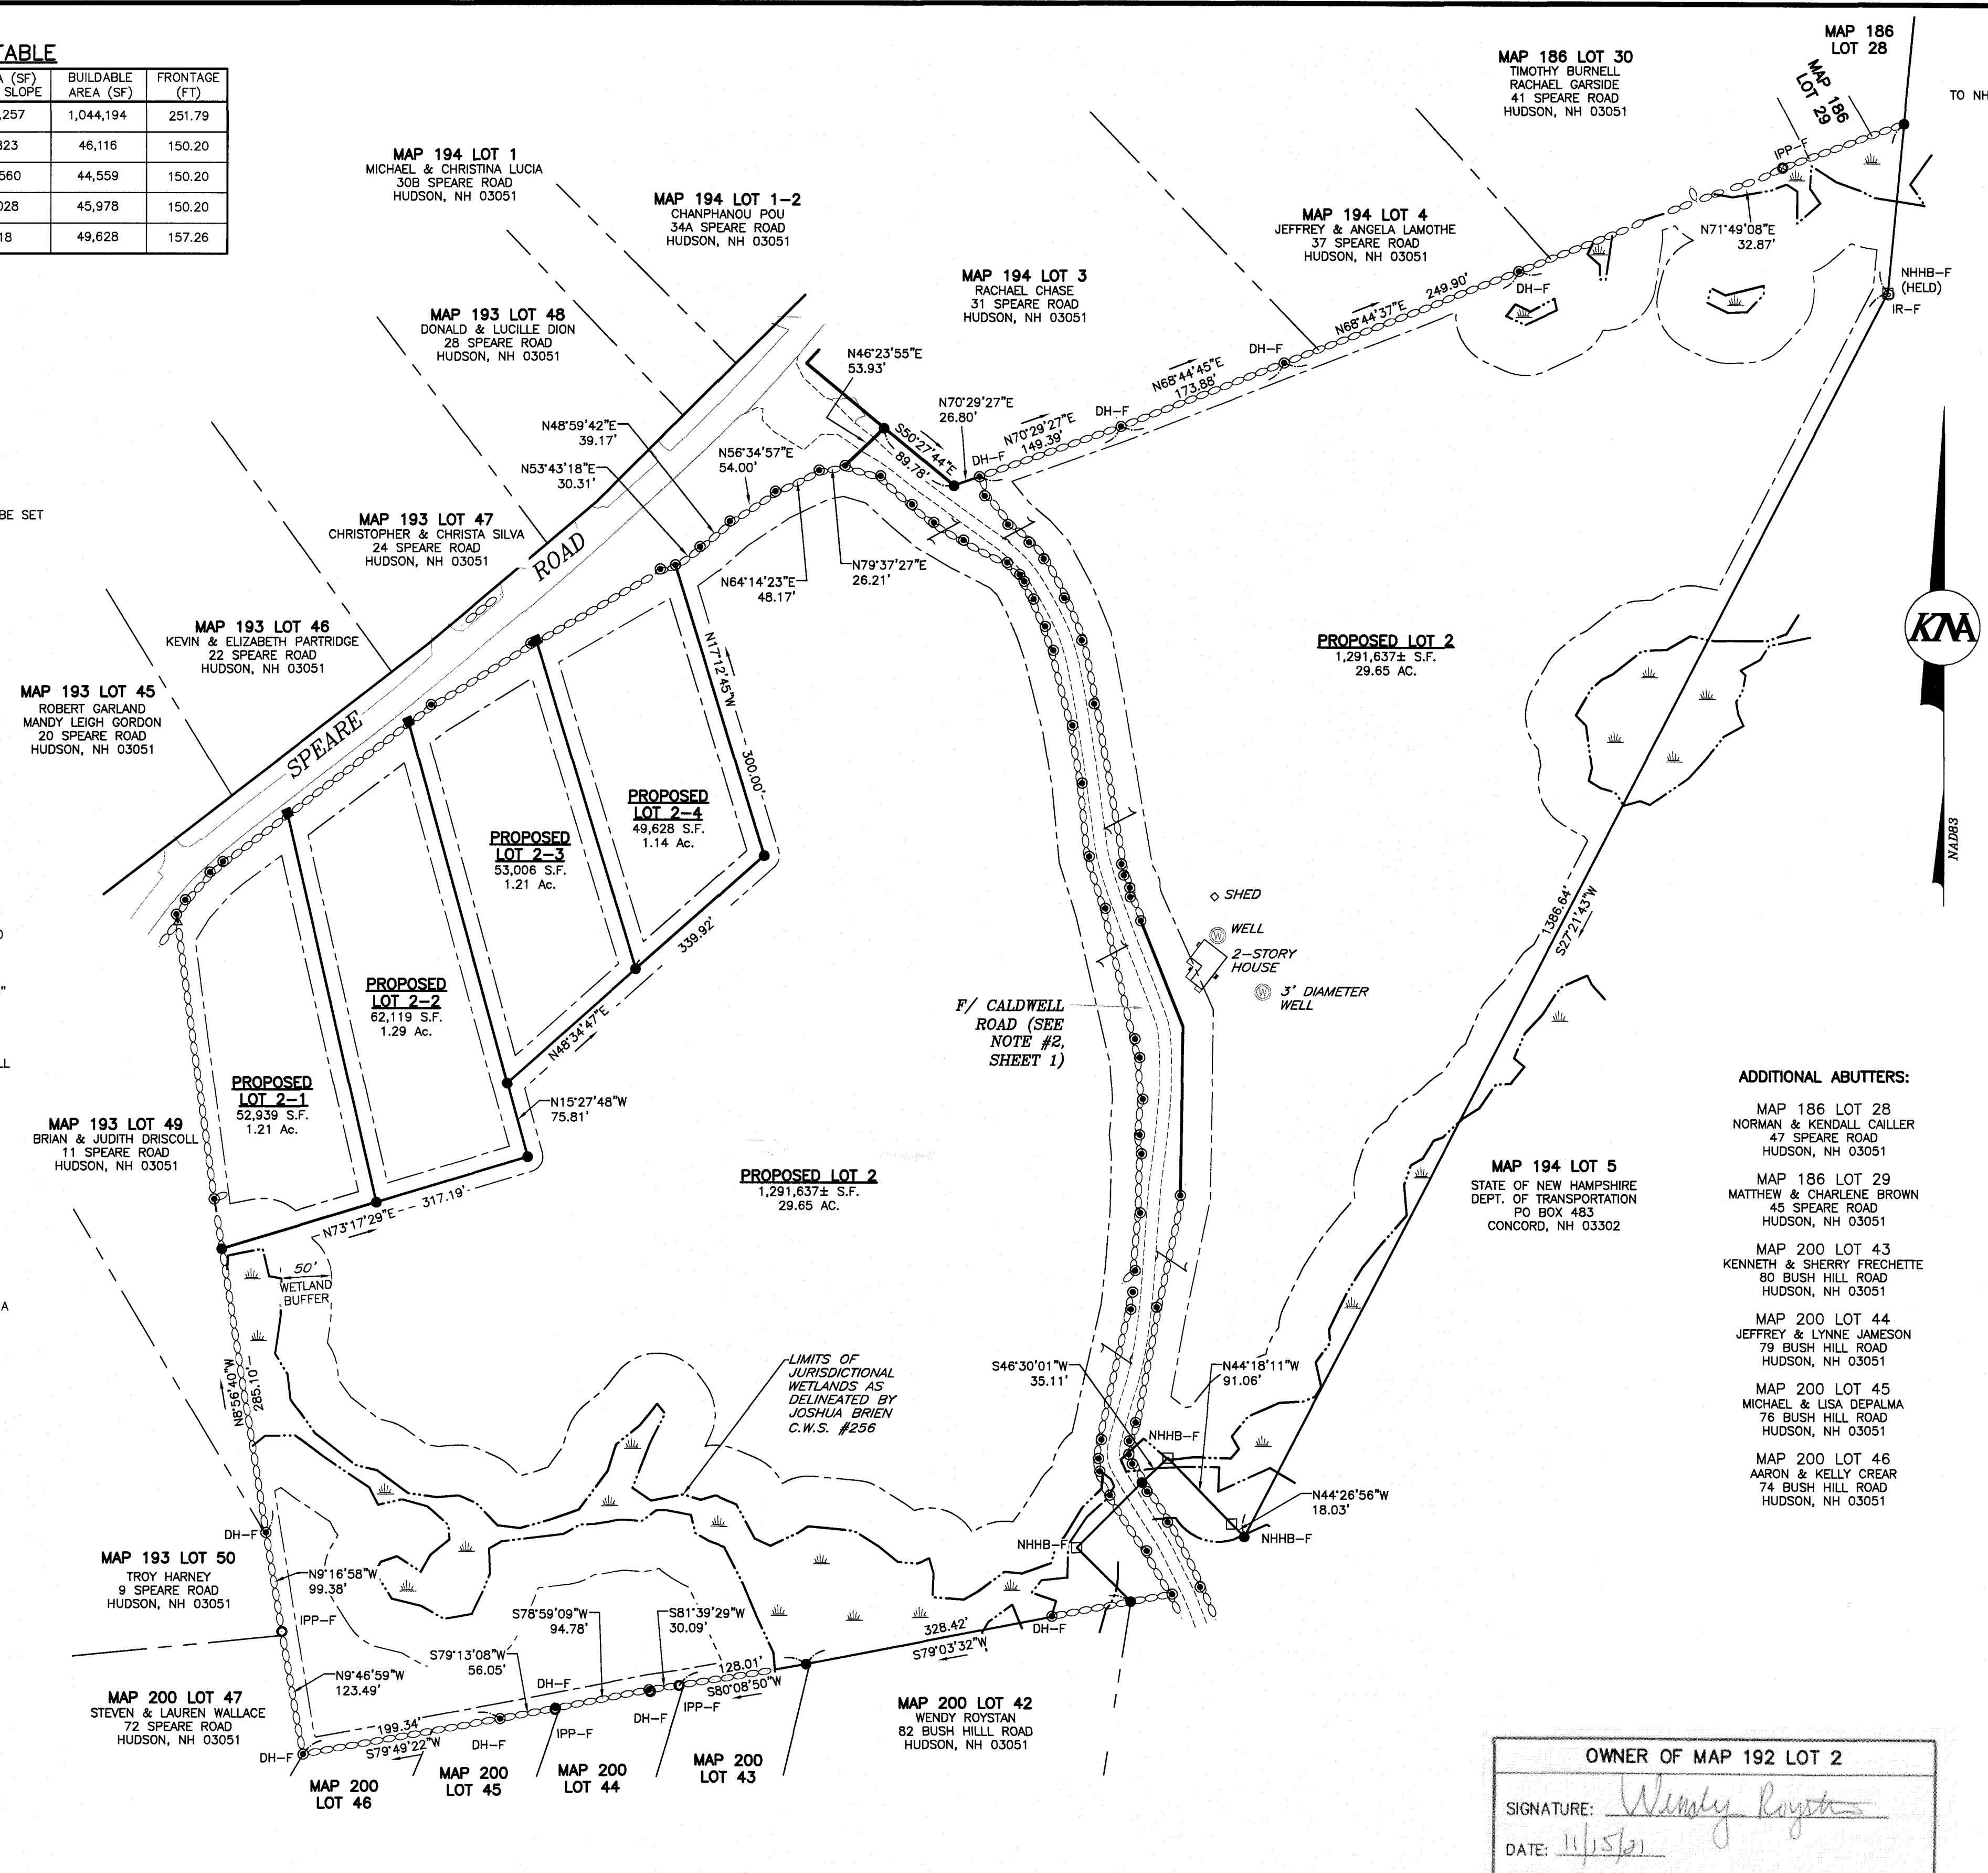 TABLE
A (SF)
SLOPE
BUILDABLE
AREA (SF)
FRONTAGE
(FT)
,257 1,044,194 251.79
323 46,116 150.20
560 44,559 150.20
028 45,978 150.20
18 49,628 157.26
MAP 186
LOT 28
MAP 186
LOT 29
TO NH
MAP 186 LOT 30
TIMOTHY BURNELL
RACHAEL GARSIDE
41 SPEARE ROAD
HUDSON, NH 03051
MAP 194 LOT 1
MICHAEL & CHRISTINA LUCIA
30B SPEARE ROAD
HUDSON, NH 03051
MAP 194 LOT 1-2
CHANPHANOU POU
34A SPEARE ROAD
HUDSON, NH 03051
MAP 194 LOT 4
JEFFREY & ANGELA LAMOTHE
37 SPEARE ROAD
HUDSON, NH 03051
MAP 194 LOT 3
RACHAEL CHASE
31 SPEARE ROAD
HUDSON, NH 03051
MAP 193 LOT 48
DONALD & LUCILLE DION
28 SPEARE ROAD
HUDSON, NH 03051
MAP 193 LOT 47
CHRISTOPHER & CHRISTA SILVA
24 SPEARE ROAD
HUDSON, NH 03051
MAP 193 LOT 46
KEVIN & ELIZABETH PARTRIDGE
22 SPEARE ROAD
HUDSON, NH 03051
MAP 193 LOT 45
ROBERT GARLAND
MANDY LEIGH GORDON
20 SPEARE ROAD
HUDSON, NH 03051
BE SET
IPP-F
N71°49'08"E
32.87'
NHHB-F
(HELD)
IR-F
DH-F
249.90'
N68°44'37"E
DH-F
N68°44'45"E
173.88'
DH-F
N70°29'27"E
149.39'
DH-F
N70°29'27"E
26.80'
S50°27'44"E
89.78'
N46°23'55"E
53.93'
N48°59'42"E
39.17'
N53°43'18"E
30.31'
N56°34'57"E
54.00'
N64°14'23"E
48.17'
N79°37'27"E
26.21'
SPEARE ROAD
N17°12'45"W
300.00'
KNA
NAD83
PROPOSED LOT 2
1,291,637± S.F.
29.65 AC.
PROPOSED
LOT 2-4
49,628 S.F.
1.14 Ac.
PROPOSED
LOT 2-3
53,006 S.F.
1.21 Ac.
PROPOSED
LOT 2-2
62,119 S.F.
1.29 Ac.
PROPOSED
LOT 2-1
52,939 S.F.
1.21 Ac.
339.92'
N48°34'47"E
N15°27'48"W
75.81'
317.19'
N73°17'29"E
SHED
WELL
2-STORY
HOUSE
3' DIAMETER
WELL
F/ CALDWELL
ROAD (SEE
NOTE #2,
SHEET 1)
1386.64'
S27°21'43"W
LL
A
MAP 193 LOT 49
BRIAN & JUDITH DRISCOLL
11 SPEARE ROAD
HUDSON, NH 03051
PROPOSED LOT 2
1,291,637± S.F.
29.65 AC.
MAP 194 LOT 5
STATE OF NEW HAMPSHIRE
DEPT. OF TRANSPORTATION
PO BOX 483
CONCORD, NH 03302
ADDITIONAL ABUTTERS:
MAP 186 LOT 28
NORMAN & KENDALL CAILLER
47 SPEARE ROAD
HUDSON, NH 03051
MAP 186 LOT 29
MATTHEW & CHARLENE BROWN
45 SPEARE ROAD
HUDSON, NH 03051
MAP 200 LOT 43
KENNETH & SHERRY FRECHETTE
80 BUSH HILL ROAD
HUDSON, NH 03051
MAP 200 LOT 44
JEFFREY & LYNNE JAMESON
79 BUSH HILL ROAD
HUDSON, NH 03051
MAP 200 LOT 45
MICHAEL & LISA DEPALMA
76 BUSH HILL ROAD
HUDSON, NH 03051
MAP 200 LOT 46
AARON & KELLY CREAR
74 BUSH HILL ROAD
HUDSON, NH 03051
50'
WETLAND
BUFFER
N8°56'40"W
285.10'
LIMITS OF
JURISDICTIONAL
WETLANDS AS
DELINEATED BY
JOSHUA BRIEN
C.W.S. #256
S46°30'01"W
35.11'
N44°18'11"W
91.06'
NHHB-F
N44°26'56"W
18.03'
NHHB-F
NHHB-F
DH-F
MAP 193 LOT 50
TROY HARNEY
9 SPEARE ROAD
HUDSON, NH 03051
N9°16'58"W
99.38'
IPP-F
N9°46'59"W
123.49'
S78°59'09"W
94.78'
S81°39'29"W
30.09'
S79°13'08"W
56.05'
328.42'
S79°03'32"W
DH-F
128.01'
S80°08'50"W
DH-F
IPP-F
DH-F
IPP-F
199.34'
S79°49'22"W
DH-F
DH-F
MAP 200 LOT 47
STEVEN & LAUREN WALLACE
72 SPEARE ROAD
HUDSON, NH 03051
MAP 200 LOT 42
WENDY ROYSTAN
82 BUSH HILLL ROAD
HUDSON, NH 03051
MAP 200
LOT 46
MAP 200
LOT 45
MAP 200
LOT 44
MAP 200
LOT 43
OWNER OF MAP 192 LOT 2
SIGNATURE: Wendy Roystan
DATE: 11/15/21